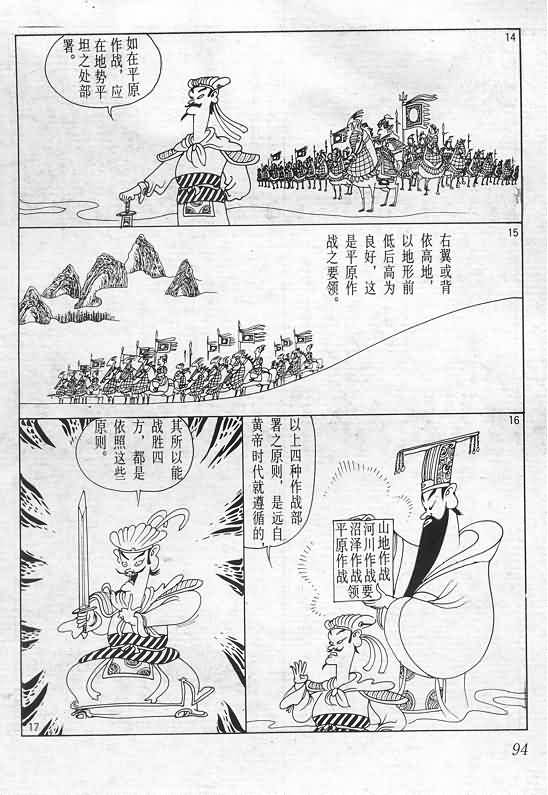 14
如在平原
作战，应
在地势平
坦之处部
署。
15
右翼或背
依高地，
以地形前
低后高为
良好，这
是平原作
战之要领。
16
以上四种作战部
署之原则，是远自
黄帝时代就遵循的，
山地作战
河川作战要
沼泽作战领
平原作战
其所以能
战胜四
方，都是
依照这些
原则。
17
94